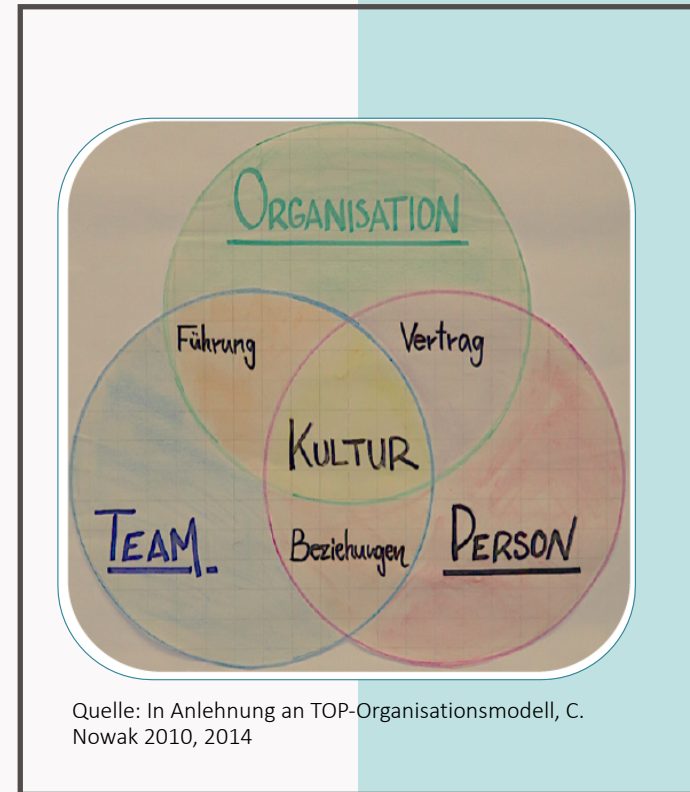 ORGANISATION
Führung
Vertrag
KULTUR
TEAM.
Beziehungen
PERSON
Quelle: In Anlehnung an TOP-Organisationsmodell, C.
Nowak 2010, 2014